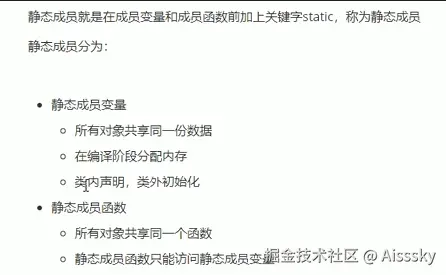 静态成员就是在成员变量和成员函数前加上关键字static，称为静态成员
静态成员分为：
静态成员变量
所有对象共享同一份数据
在编译阶段分配内存
类内声明，类外初始化
静态成员函数
所有对象共享同一个函数
静态成员函数只能访问静态成员变量
掘金技术社区 @ Aisssky